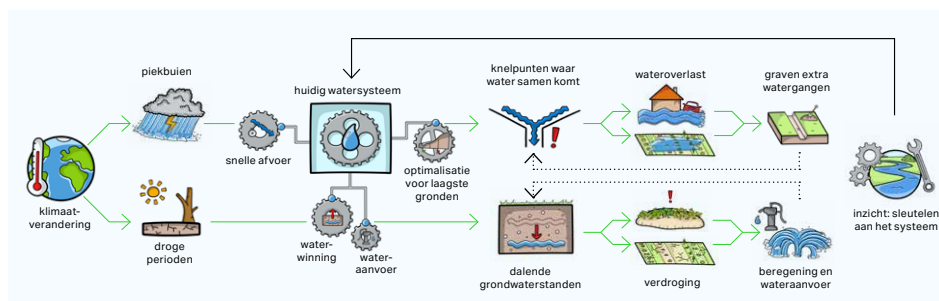 piekbuien
huidig watersysteem
knelpunten waar
water samen komt
wateroverlast
graven extra
watergangen
snelle afvoer
optimalisatie
voor laagste
gronden
klimaat-
verandering
droge
perioden
water-
winning
water-
aanvoer
dalende
grondwaterstanden
verdroging
beregening en
wateraanvoer
inzicht: sleutelen
aan het systeem